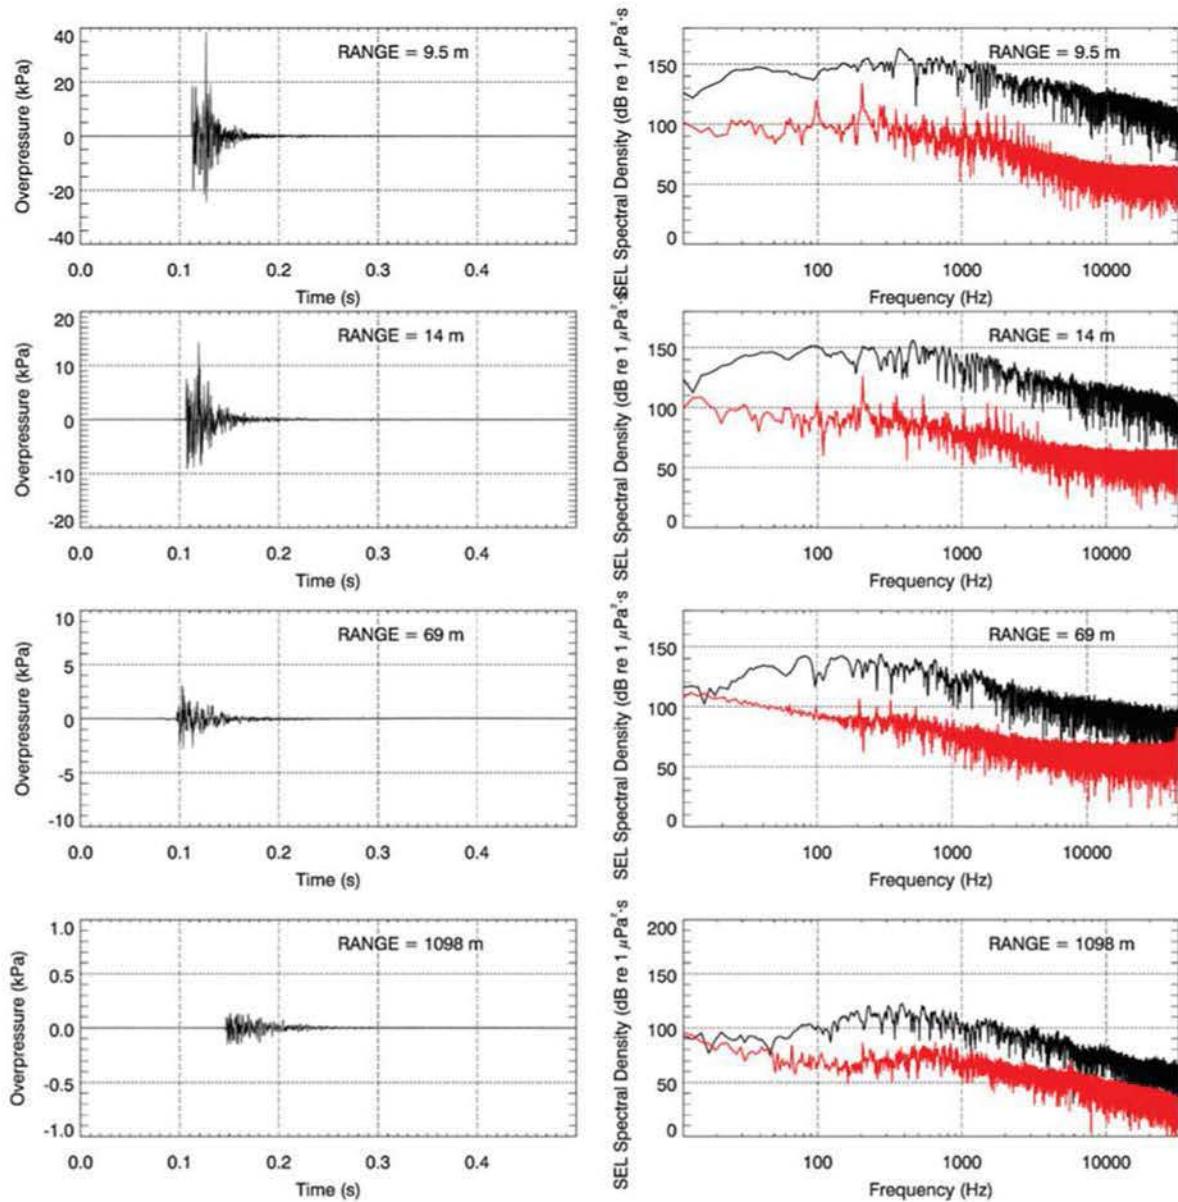 Overpressure (kPa)
40
20
0
-20
-40
RANGE = 9.5 m
0.0 0.1 0.2 0.3 0.4
Time (s)
SEL Spectral Density (dB re 1 μPa²·s
150
100
50
0
RANGE = 9.5 m
100 1000 10000
Frequency (Hz)
Overpressure (kPa)
20
10
0
-10
-20
RANGE = 14 m
0.0 0.1 0.2 0.3 0.4
Time (s)
SEL Spectral Density (dB re 1 μPa²·s
150
100
50
0
RANGE = 14 m
100 1000 10000
Frequency (Hz)
Overpressure (kPa)
10
5
0
-5
-10
RANGE = 69 m
0.0 0.1 0.2 0.3 0.4
Time (s)
SEL Spectral Density (dB re 1 μPa²·s
150
100
50
0
RANGE = 69 m
100 1000 10000
Frequency (Hz)
Overpressure (kPa)
1.0
0.5
0.0
-0.5
-1.0
RANGE = 1098 m
0.0 0.1 0.2 0.3 0.4
Time (s)
SEL Spectral Density (dB re 1 μPa²·s
200
150
100
50
0
RANGE = 1098 m
100 1000 10000
Frequency (Hz)